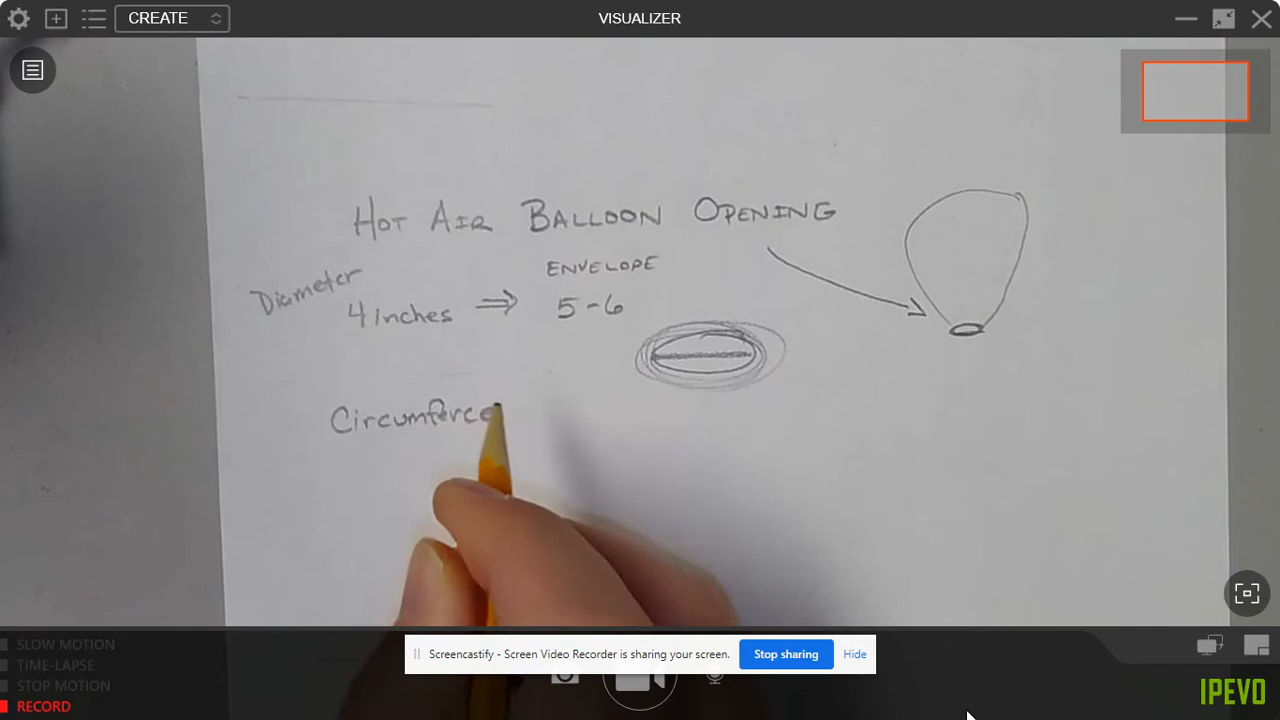 CREATE
VISUALIZER
HOT AIR BALLOON OPENING
ENVELOPE
Diameter
4 inches ⇒ 5-6
Circumferce
SLOW MOTION
TIME-LAPSE
STOP MOTION
RECORD
Screencastify - Screen Video Recorder is sharing your screen. Stop sharing Hide
IPEVO